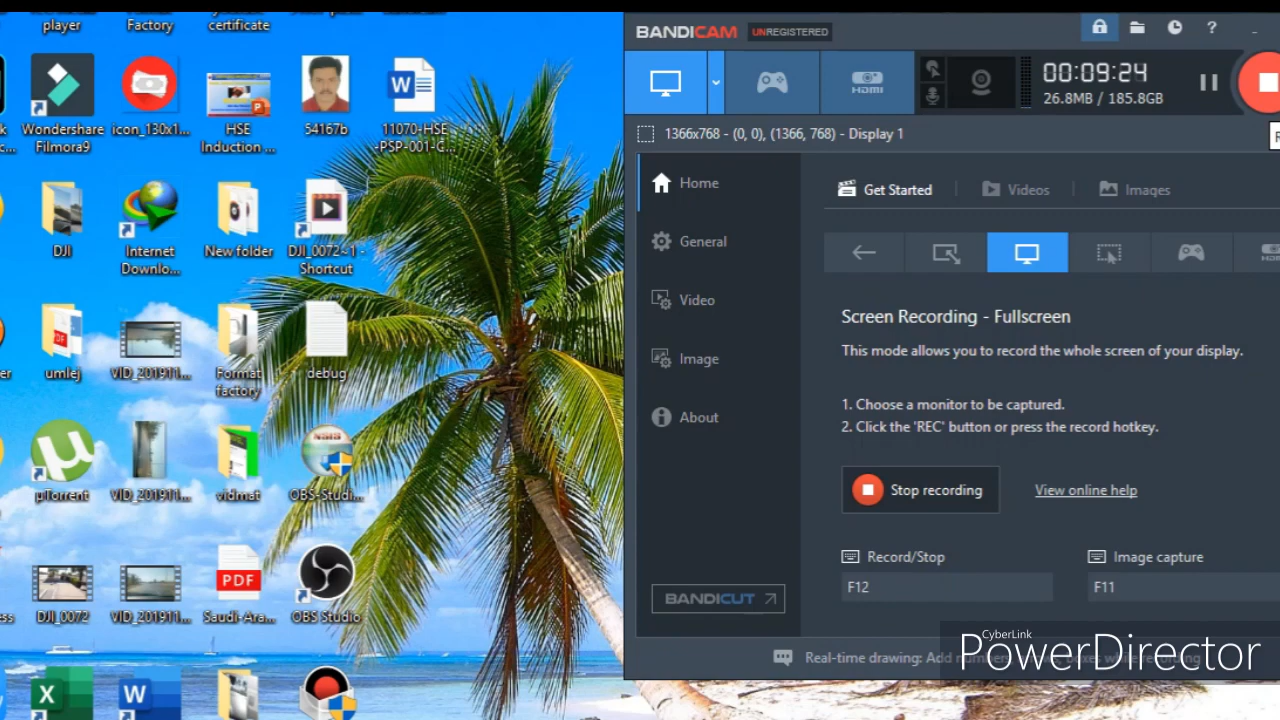 player
Factory
certificate
Wondershare
Filmora9
icon_130x1...
HSE
Induction ...
54167b
11070-HSE
-PSP-001-C...
DJI
Internet
Downlo...
New folder
DJI_0072~1 -
Shortcut
umlej
VID_201911...
Format
factory
debug
µTorrent
VID_201911...
vidmat
OBS-Studi...
DJI_0072
VID_201911...
PDF
Saudi-Ara...
OBS Studio
BANDICAM UNREGISTERED
HDMI
00:09:24
26.8MB / 185.8GB
1366x768 - (0, 0), (1366, 768) - Display 1
Home
General
Video
Image
About
BANDICUT
Get Started
Videos
Images
Screen Recording - Fullscreen
This mode allows you to record the whole screen of your display.
1. Choose a monitor to be captured.
2. Click the 'REC' button or press the record hotkey.
Stop recording
View online help
Record/Stop
Image capture
F12
F11
Real-time drawing: Add
CyberLink
PowerDirector